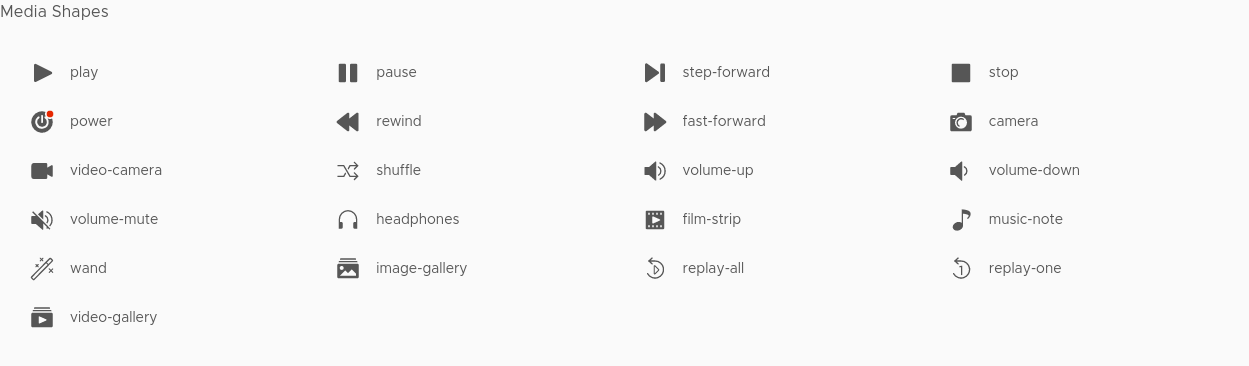 Media Shapes
play pause step-forward stop
power rewind fast-forward camera
video-camera shuffle volume-up volume-down
volume-mute headphones film-strip music-note
wand image-gallery replay-all replay-one
video-gallery